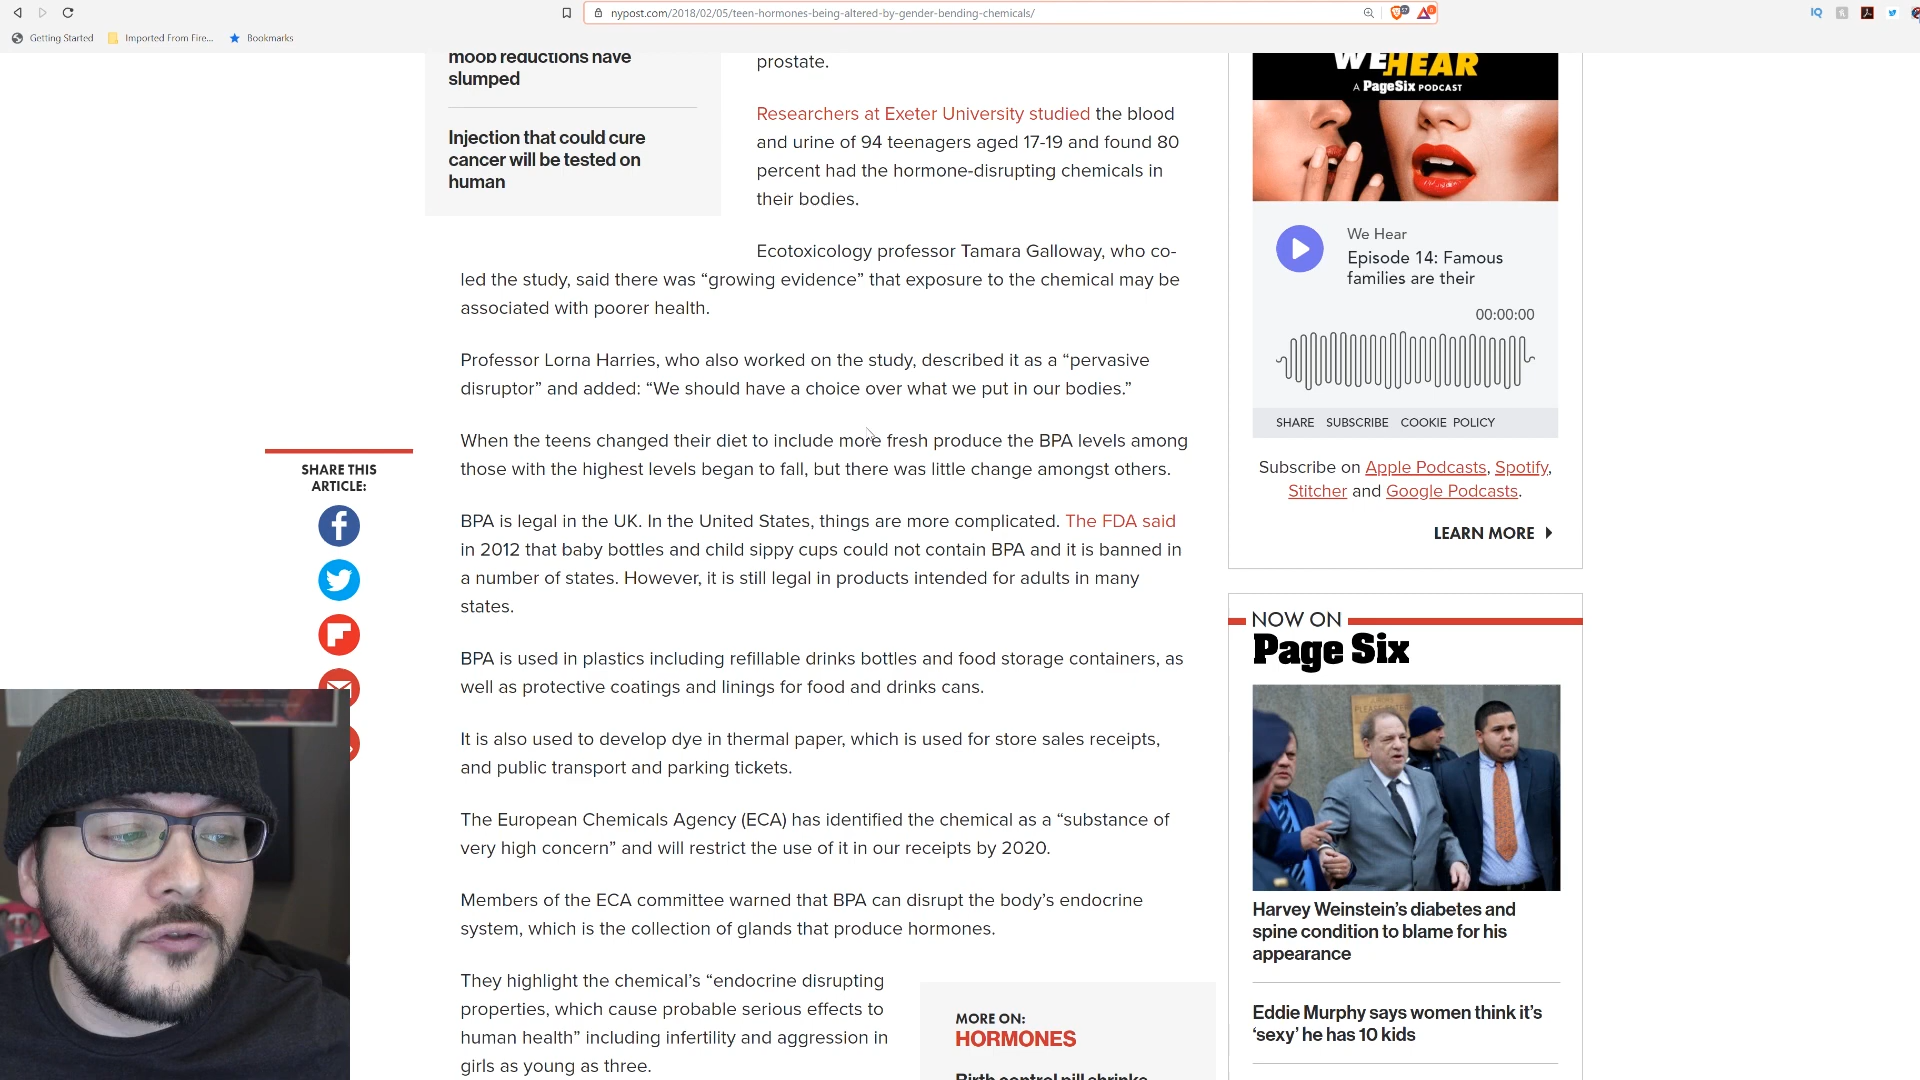 nypost.com/2018/02/05/teen-hormones-being-altered-by-gender-bending-chemicals/
IQ
Getting Started
Imported From Fire...
Bookmarks
moob reductions have
slumped
Injection that could cure
cancer will be tested on
human
prostate.
Researchers at Exeter University studied the blood
and urine of 94 teenagers aged 17-19 and found 80
percent had the hormone-disrupting chemicals in
their bodies.
Ecotoxicology professor Tamara Galloway, who co-
led the study, said there was “growing evidence” that exposure to the chemical may be
associated with poorer health.
Professor Lorna Harries, who also worked on the study, described it as a “pervasive
disruptor” and added: “We should have a choice over what we put in our bodies.”
When the teens changed their diet to include more fresh produce the BPA levels among
those with the highest levels began to fall, but there was little change amongst others.
BPA is legal in the UK. In the United States, things are more complicated. The FDA said
in 2012 that baby bottles and child sippy cups could not contain BPA and it is banned in
a number of states. However, it is still legal in products intended for adults in many
states.
BPA is used in plastics including refillable drinks bottles and food storage containers, as
well as protective coatings and linings for food and drinks cans.
It is also used to develop dye in thermal paper, which is used for store sales receipts,
and public transport and parking tickets.
The European Chemicals Agency (ECA) has identified the chemical as a “substance of
very high concern” and will restrict the use of it in our receipts by 2020.
Members of the ECA committee warned that BPA can disrupt the body’s endocrine
system, which is the collection of glands that produce hormones.
They highlight the chemical’s “endocrine disrupting
properties, which cause probable serious effects to
human health” including infertility and aggression in
girls as young as three.
SHARE THIS
ARTICLE:
MORE ON:
HORMONES
Birth control pill shrinks
WE HEAR
A PageSix PODCAST
We Hear
Episode 14: Famous
families are their
00:00:00
SHARE SUBSCRIBE COOKIE POLICY
Subscribe on Apple Podcasts, Spotify,
Stitcher and Google Podcasts.
LEARN MORE
NOW ON
Page Six
Harvey Weinstein’s diabetes and
spine condition to blame for his
appearance
Eddie Murphy says women think it’s
‘sexy’ he has 10 kids